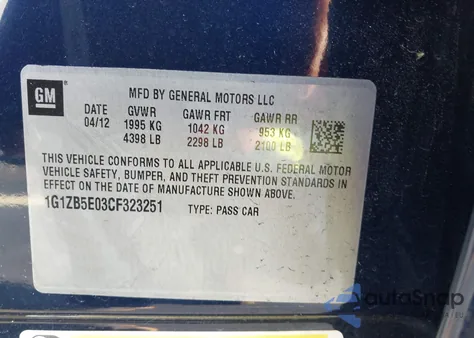 GM
MFD BY GENERAL MOTORS LLC
DATE GVWR GAWR FRT GAWR RR
04/12 1995 KG 1042 KG 953 KG
4398 LB 2298 LB 2100 LB
THIS VEHICLE CONFORMS TO ALL APPLICABLE U.S. FEDERAL MOTOR
VEHICLE SAFETY, BUMPER, AND THEFT PREVENTION STANDARDS IN
EFFECT ON THE DATE OF MANUFACTURE SHOWN ABOVE.
1G1ZB5E03CF323251 TYPE: PASS CAR
autoSnap